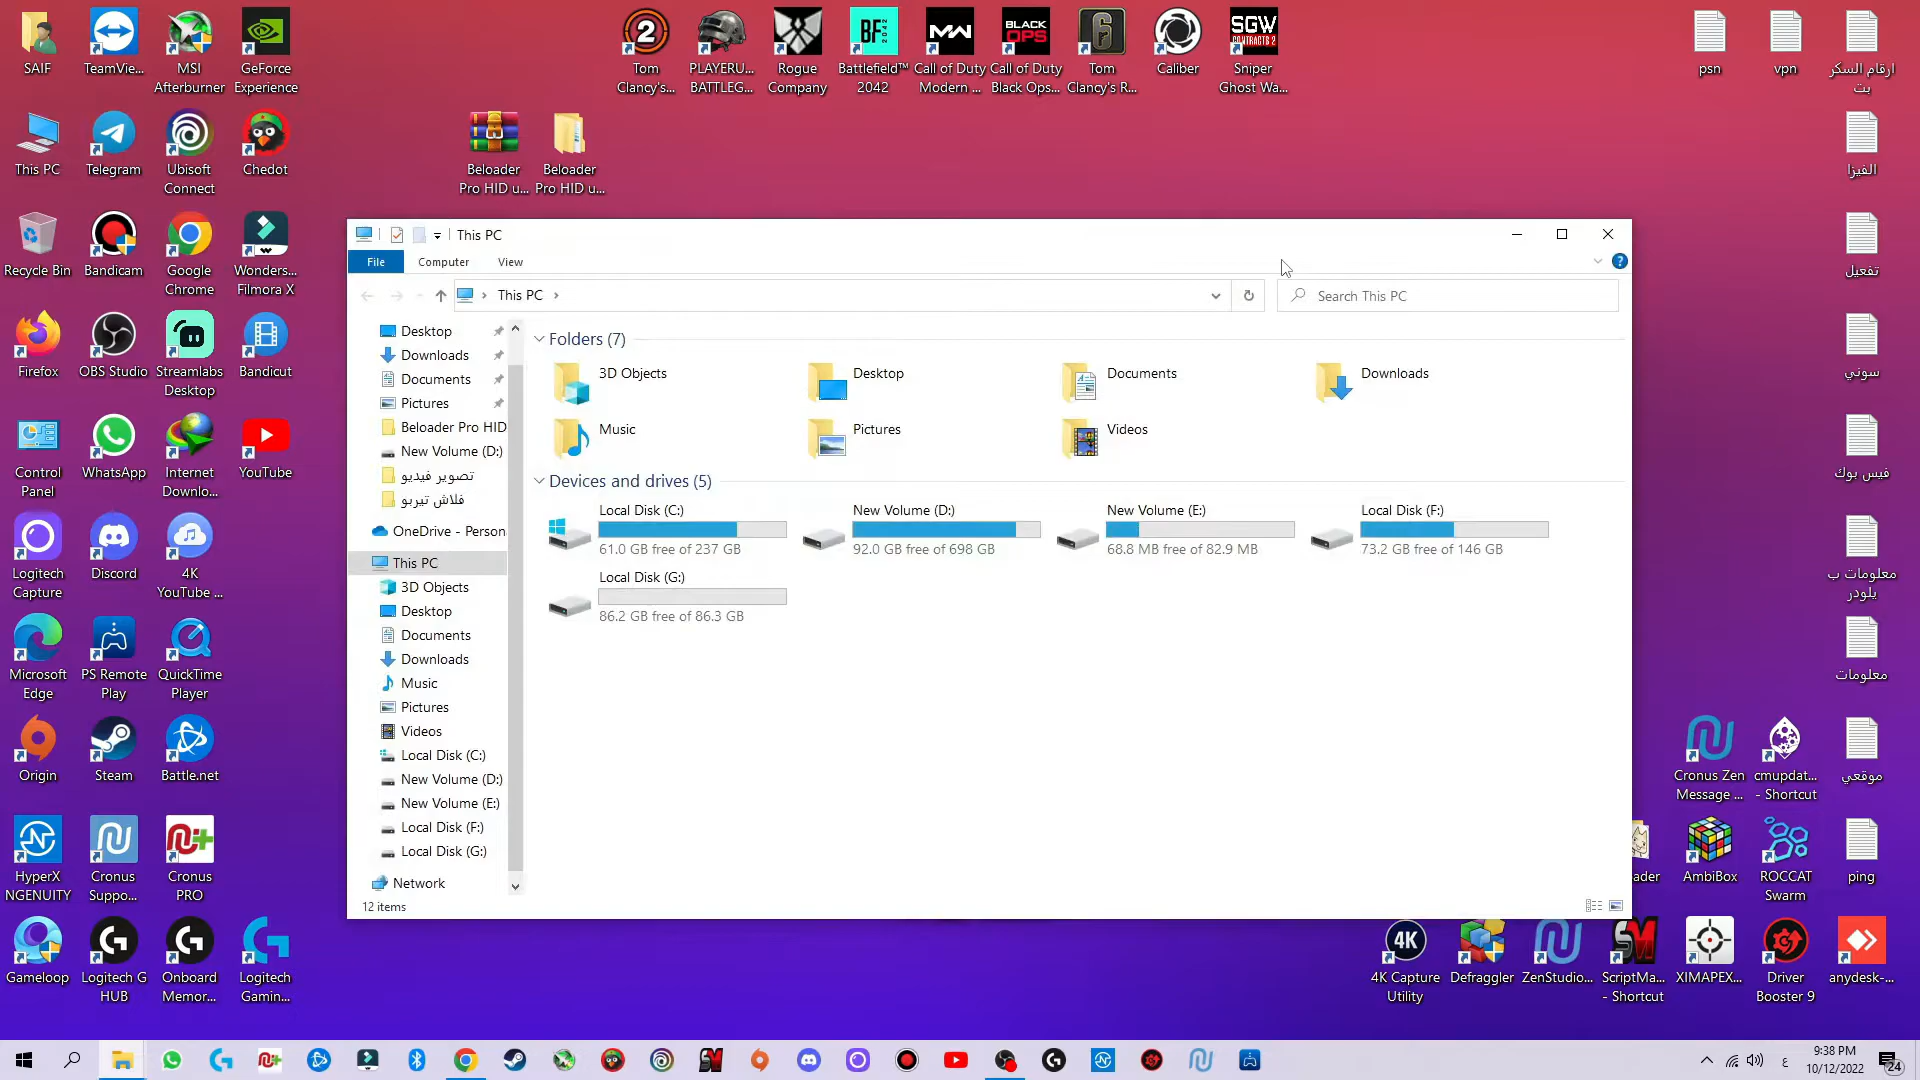 SAIF
TeamVie...
MSI
Afterburner
GeForce
Experience
Tom
Clancy's...
PLAYERU...
BATTLEG...
Rogue
Company
Battlefield™
2042
Call of Duty
Modern ...
Call of Duty
Black Ops...
Tom
Clancy's R...
Caliber
Sniper
Ghost Wa...
psn
vpn
ارقام السكر
بت
This PC
Telegram
Ubisoft
Connect
Chedot
Beloader
Pro HID u...
Beloader
Pro HID u...
الفيزا
Recycle Bin
Bandicam
Google
Chrome
Wonders...
Filmora X
تفعيل
Firefox
OBS Studio
Streamlabs
Desktop
Bandicut
سوني
Control
Panel
WhatsApp
Internet
Downlo...
YouTube
فيس بوك
Logitech
Capture
Discord
4K
YouTube ...
معلومات ب
يلودر
Microsoft
Edge
PS Remote
Play
QuickTime
Player
معلومات
Origin
Steam
Battle.net
Cronus Zen
Message ...
cmupdat...
- Shortcut
موقعي
HyperX
NGENUITY
Cronus
Suppo...
Cronus
PRO
ader
AmbiBox
ROCCAT
Swarm
ping
Gameloop
Logitech G
HUB
Onboard
Memor...
Logitech
Gamin...
4K Capture
Utility
Defraggler
ZenStudio...
ScriptMa...
- Shortcut
XIMAPEX...
Driver
Booster 9
anydesk-...
2
BF
2042
MW
BLACK
OPS
6
SGW
CONTRACTS 2
4K
This PC
File
Computer
View
This PC
Search This PC
Desktop
Downloads
Documents
Pictures
Beloader Pro HID
New Volume (D:)
تصوير فيديو
فلاش تيربو
OneDrive - Person
This PC
3D Objects
Desktop
Documents
Downloads
Music
Pictures
Videos
Local Disk (C:)
New Volume (D:)
New Volume (E:)
Local Disk (F:)
Local Disk (G:)
Network
Folders (7)
3D Objects
Desktop
Documents
Downloads
Music
Pictures
Videos
Devices and drives (5)
Local Disk (C:)
61.0 GB free of 237 GB
New Volume (D:)
92.0 GB free of 698 GB
New Volume (E:)
68.8 MB free of 82.9 MB
Local Disk (F:)
73.2 GB free of 146 GB
Local Disk (G:)
86.2 GB free of 86.3 GB
12 items
ع
9:38 PM
10/12/2022
24